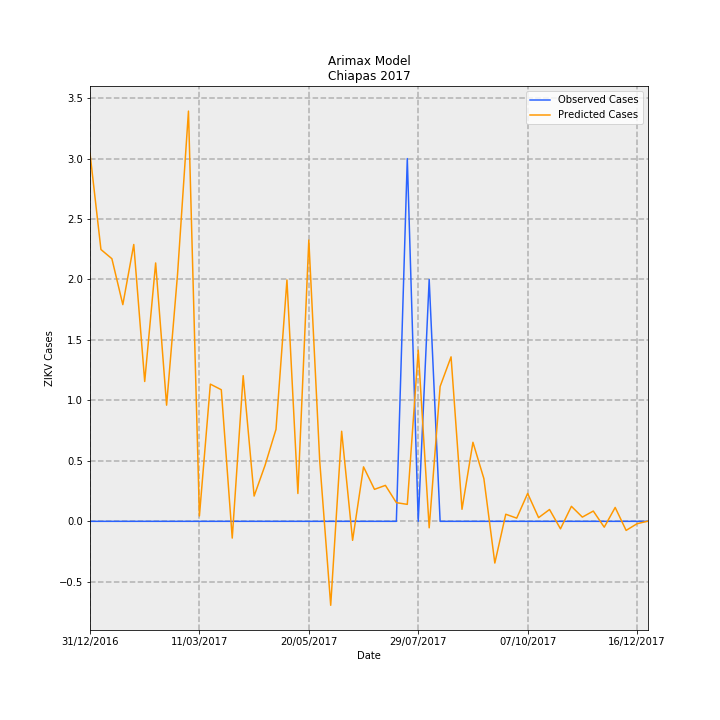 Arimax Model
Chiapas 2017
Observed Cases
Predicted Cases
3.5
3.0
2.5
2.0
1.5
1.0
0.5
0.0
−0.5
ZIKV Cases
31/12/2016 11/03/2017 20/05/2017 29/07/2017 07/10/2017 16/12/2017
Date